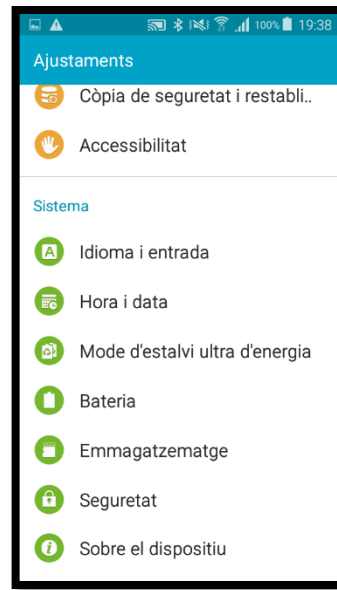 100% 19:38
Ajustaments
Còpia de seguretat i restabli..
Accessibilitat
Sistema
A Idioma i entrada
Hora i data
Mode d'estalvi ultra d'energia
Bateria
Emmagatzematge
Seguretat
i Sobre el dispositiu